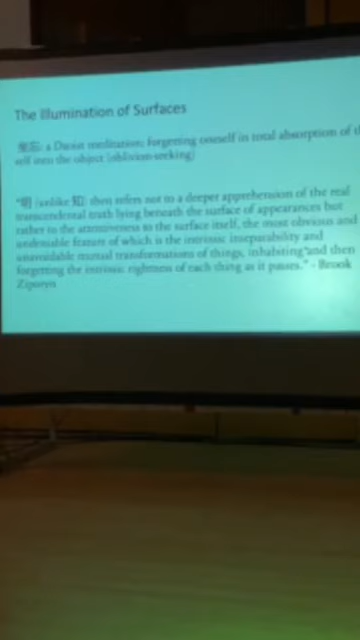 The Illumination of Surfaces
坐忘: a Daoist meditation; forgetting oneself in total absorption of
self into the object (oblivion-seeking)
"明 (unlike 知) then refers not to a deeper apprehension of the real
transcendental truth lying beneath the surface of appearances but
rather to the attentiveness to the surface itself, the most obvious and
undeniable feature of which is the intrinsic inseparability and
unavoidable mutual transformations of things, inhabiting and then
forgetting the intrinsic rightness of each thing as it passes." - Brook
Ziporyn